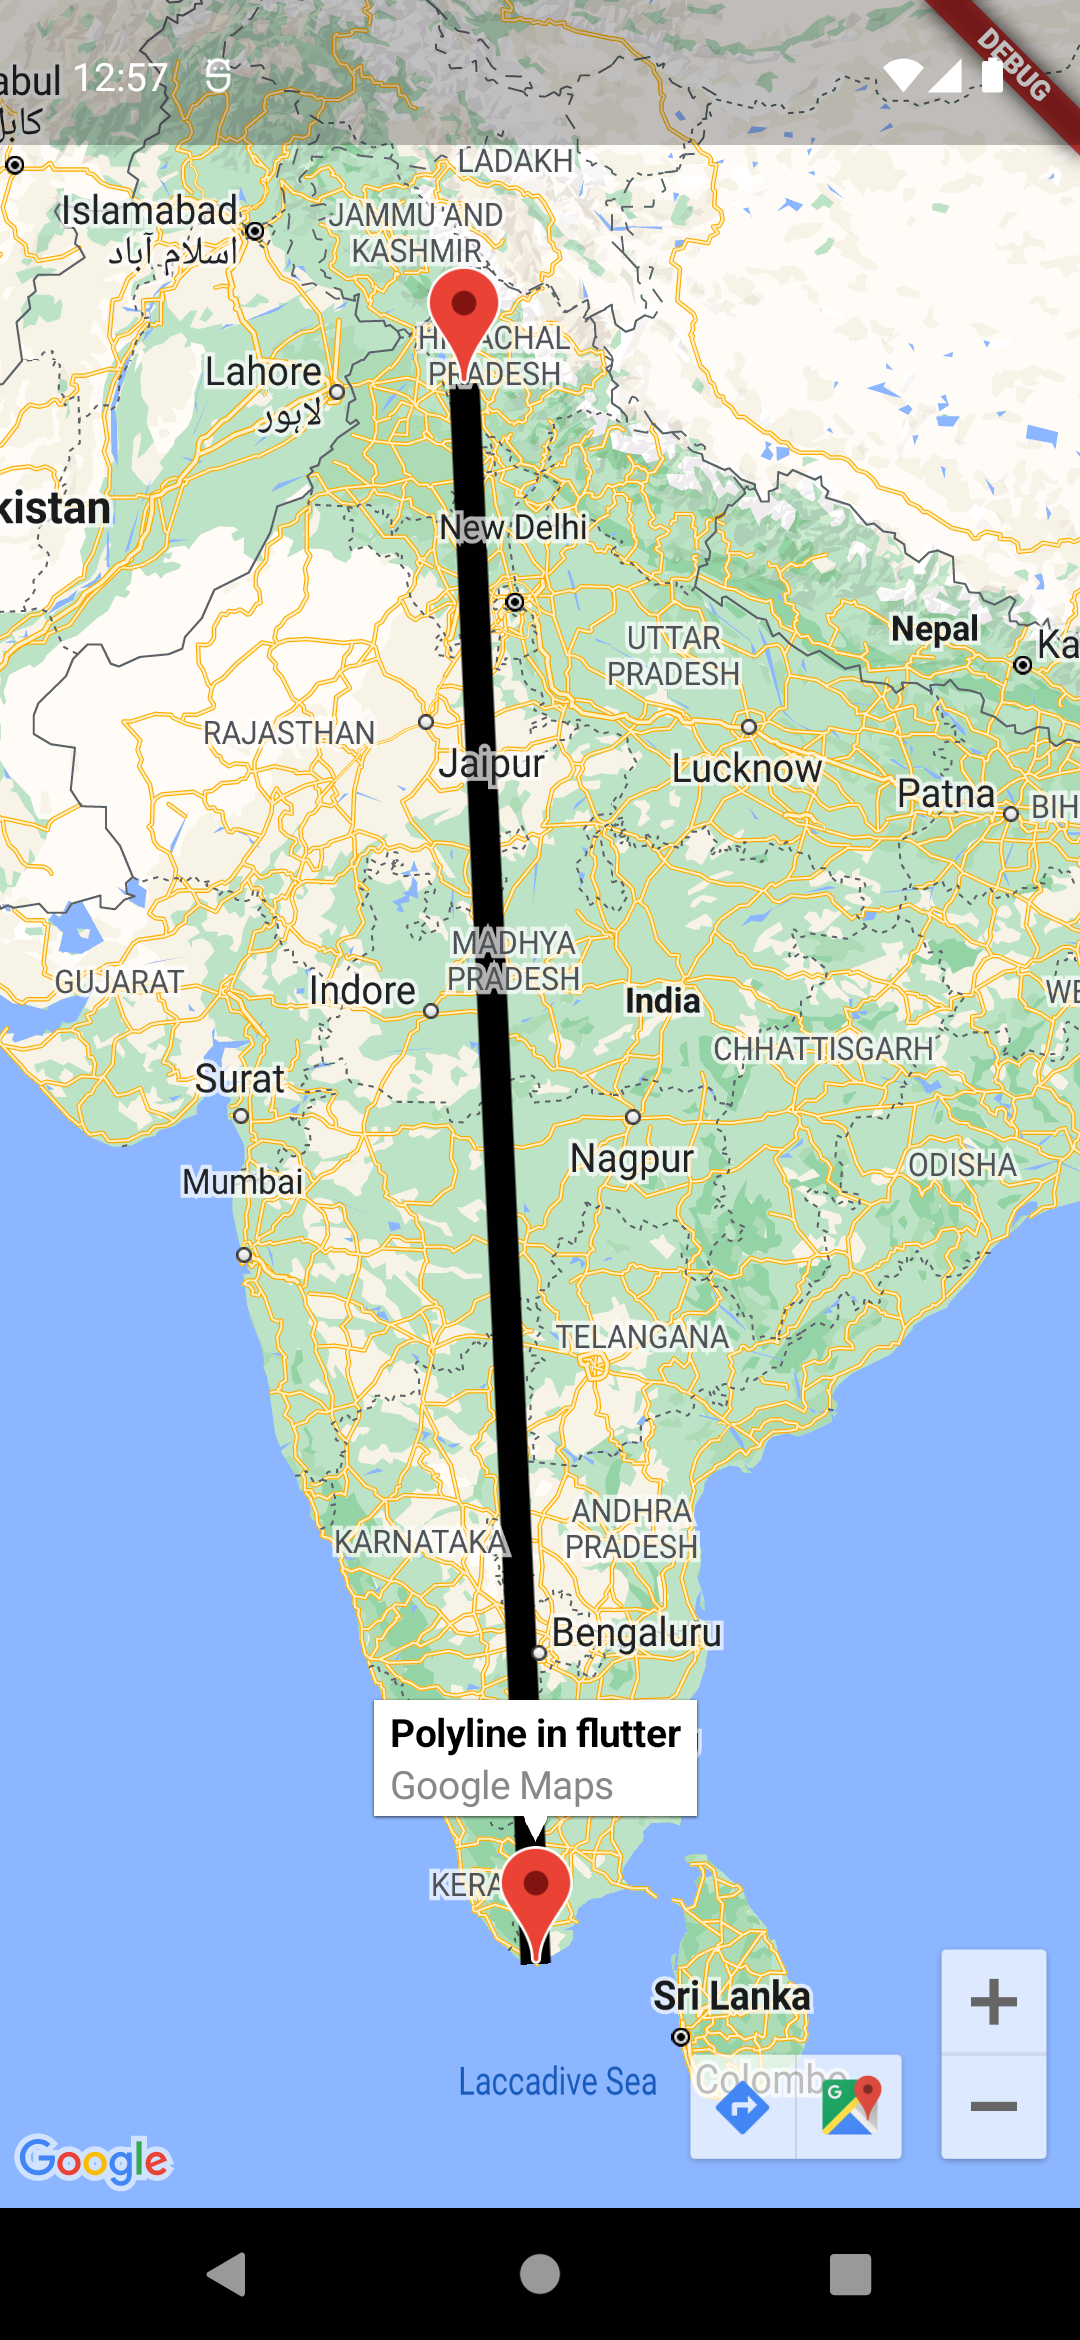 abul
12:57
DEBUG
کابل
LADAKH
Islamabad
اسلام آباد
JAMMU AND
KASHMIR
HIMACHAL
PRADESH
Lahore
لاہور
kistan
New Delhi
Nepal
Ka
UTTAR
PRADESH
RAJASTHAN
Jaipur
Lucknow
Patna
BIH
MADHYA
PRADESH
GUJARAT
Indore
India
WE
CHHATTISGARH
Surat
Nagpur
ODISHA
Mumbai
TELANGANA
ANDHRA
PRADESH
KARNATAKA
Bengaluru
Polyline in flutter
Google Maps
KERA
Sri Lanka
Colombo
Laccadive Sea
G
Google